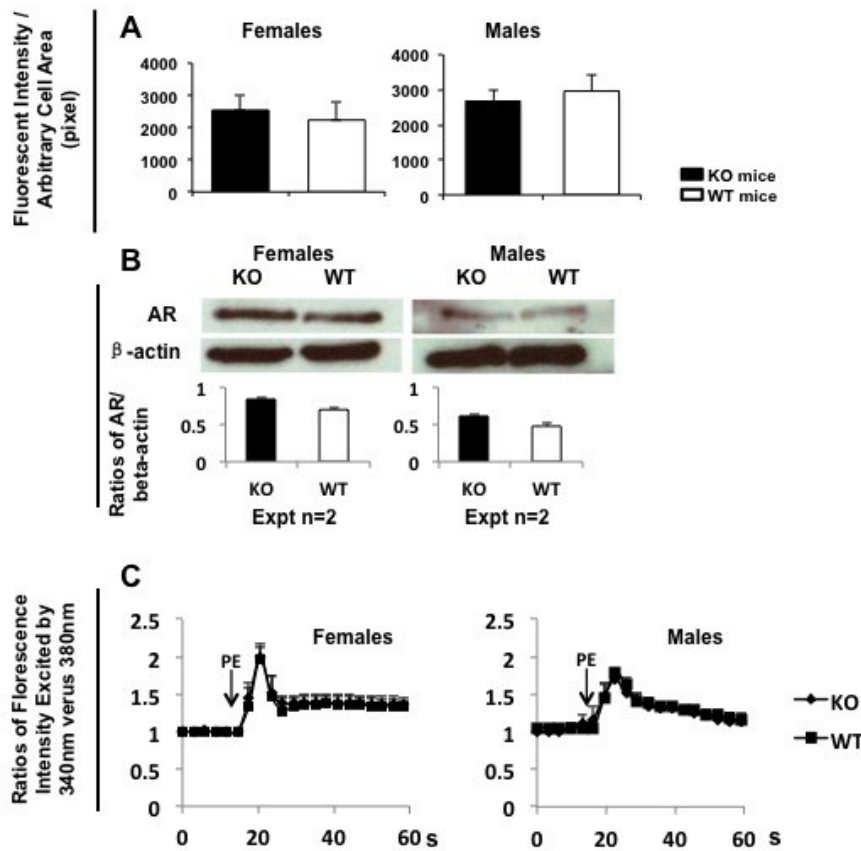 A
Females
Males
Fluorescent Intensity /
Arbitrary Cell Area
(pixel)
4000
3000
2000
1000
0
4000
3000
2000
1000
0
KO mice
WT mice
B
Females
Males
KO WT
KO WT
AR
β-actin
Ratios of AR/
beta-actin
1
0.5
0
1
0.5
0
KO WT
KO WT
Expt n=2
Expt n=2
C
Ratios of Florescence
Intensity Excited by
340nm verus 380nm
2.5
2
1.5
1
0.5
0
PE
Females
0 20 40 60 s
2.5
2
1.5
1
0.5
0
PE
Males
0 20 40 60 s
KO
WT